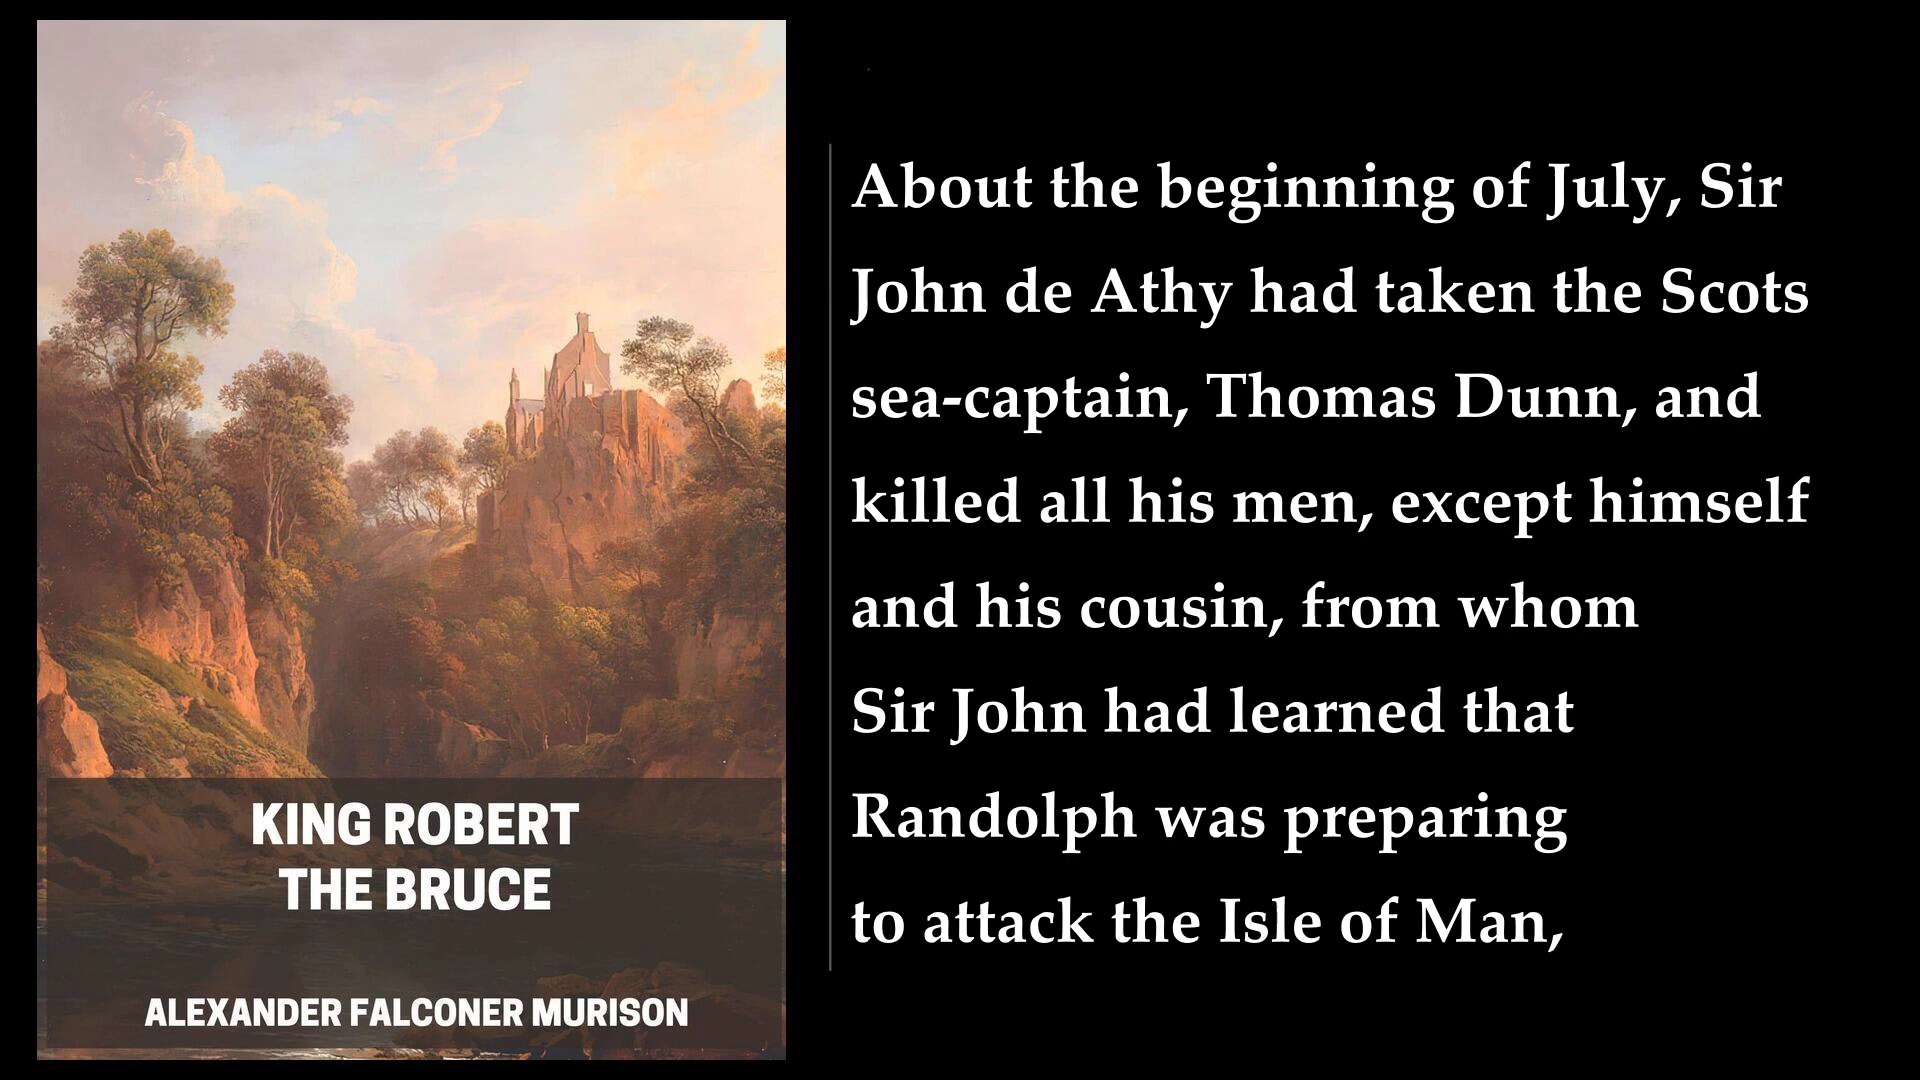 KING ROBERT
THE BRUCE
ALEXANDER FALCONER MURISON
About the beginning of July, Sir
John de Athy had taken the Scots
sea-captain, Thomas Dunn, and
killed all his men, except himself
and his cousin, from whom
Sir John had learned that
Randolph was preparing
to attack the Isle of Man,